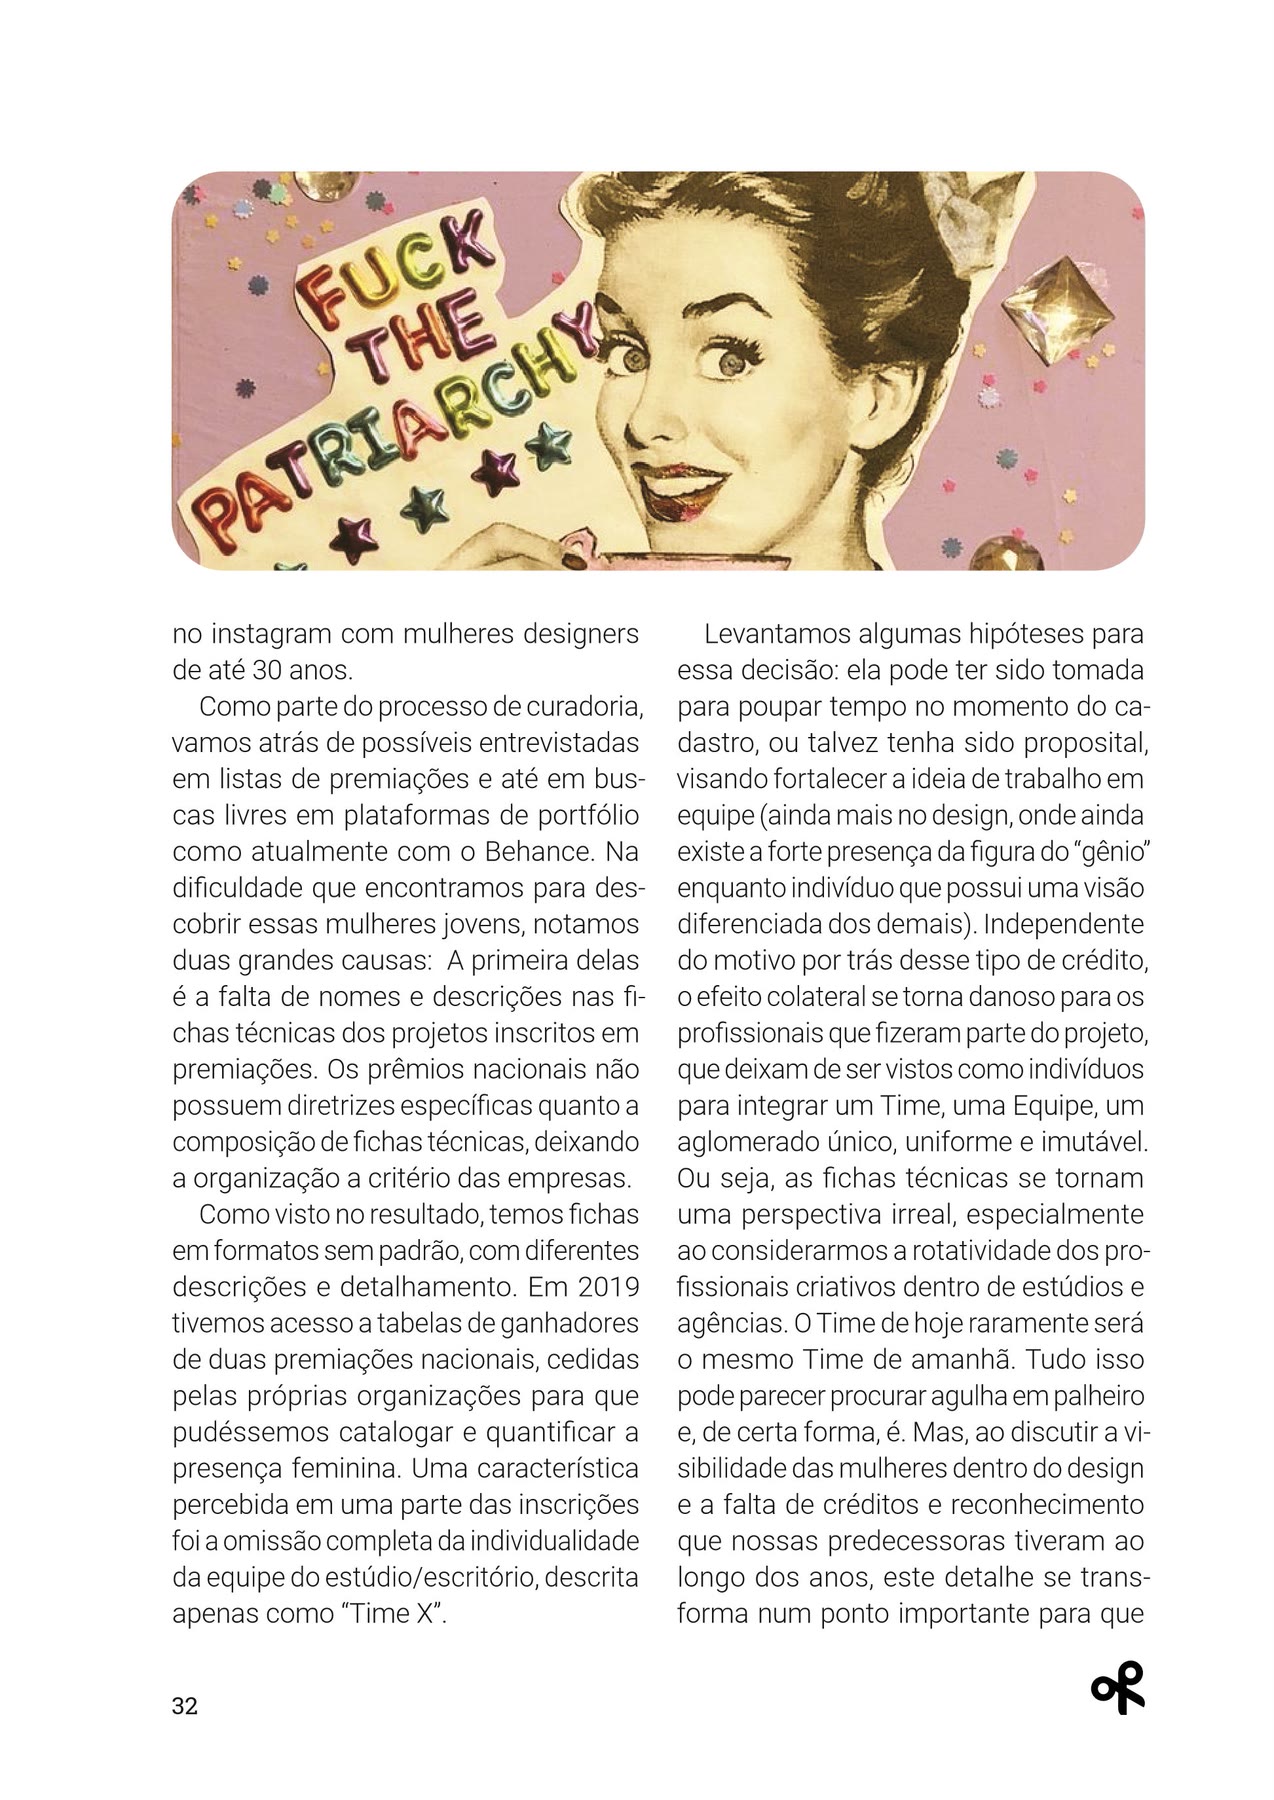 FUCK
THE
PATRIARCHY
no instagram com mulheres designers
de até 30 anos.
Como parte do processo de curadoria,
vamos atrás de possíveis entrevistadas
em listas de premiações e até em bus-
cas livres em plataformas de portfólio
como atualmente com o Behance. Na
dificuldade que encontramos para des-
cobrir essas mulheres jovens, notamos
duas grandes causas:  A primeira delas
é a falta de nomes e descrições nas fi-
chas técnicas dos projetos inscritos em
premiações. Os prêmios nacionais não
possuem diretrizes específicas quanto a
composição de fichas técnicas, deixando
a organização a critério das empresas.
Como visto no resultado, temos fichas
em formatos sem padrão, com diferentes
descrições e detalhamento. Em 2019
tivemos acesso a tabelas de ganhadores
de duas premiações nacionais, cedidas
pelas próprias organizações para que
pudéssemos catalogar e quantificar a
presença feminina. Uma característica
percebida em uma parte das inscrições
foi a omissão completa da individualidade
da equipe do estúdio/escritório, descrita
apenas como “Time X”.
Levantamos algumas hipóteses para
essa decisão: ela pode ter sido tomada
para poupar tempo no momento do ca-
dastro, ou talvez tenha sido proposital,
visando fortalecer a ideia de trabalho em
equipe (ainda mais no design, onde ainda
existe a forte presença da figura do “gênio”
enquanto indivíduo que possui uma visão
diferenciada dos demais). Independente
do motivo por trás desse tipo de crédito,
o efeito colateral se torna danoso para os
profissionais que fizeram parte do projeto,
que deixam de ser vistos como indivíduos
para integrar um Time, uma Equipe, um
aglomerado único, uniforme e imutável.
Ou seja, as fichas técnicas se tornam
uma perspectiva irreal, especialmente
ao considerarmos a rotatividade dos pro-
fissionais criativos dentro de estúdios e
agências. O Time de hoje raramente será
o mesmo Time de amanhã. Tudo isso
pode parecer procurar agulha em palheiro
e, de certa forma, é. Mas, ao discutir a vi-
sibilidade das mulheres dentro do design
e a falta de créditos e reconhecimento
que nossas predecessoras tiveram ao
longo dos anos, este detalhe se trans-
forma num ponto importante para que
32